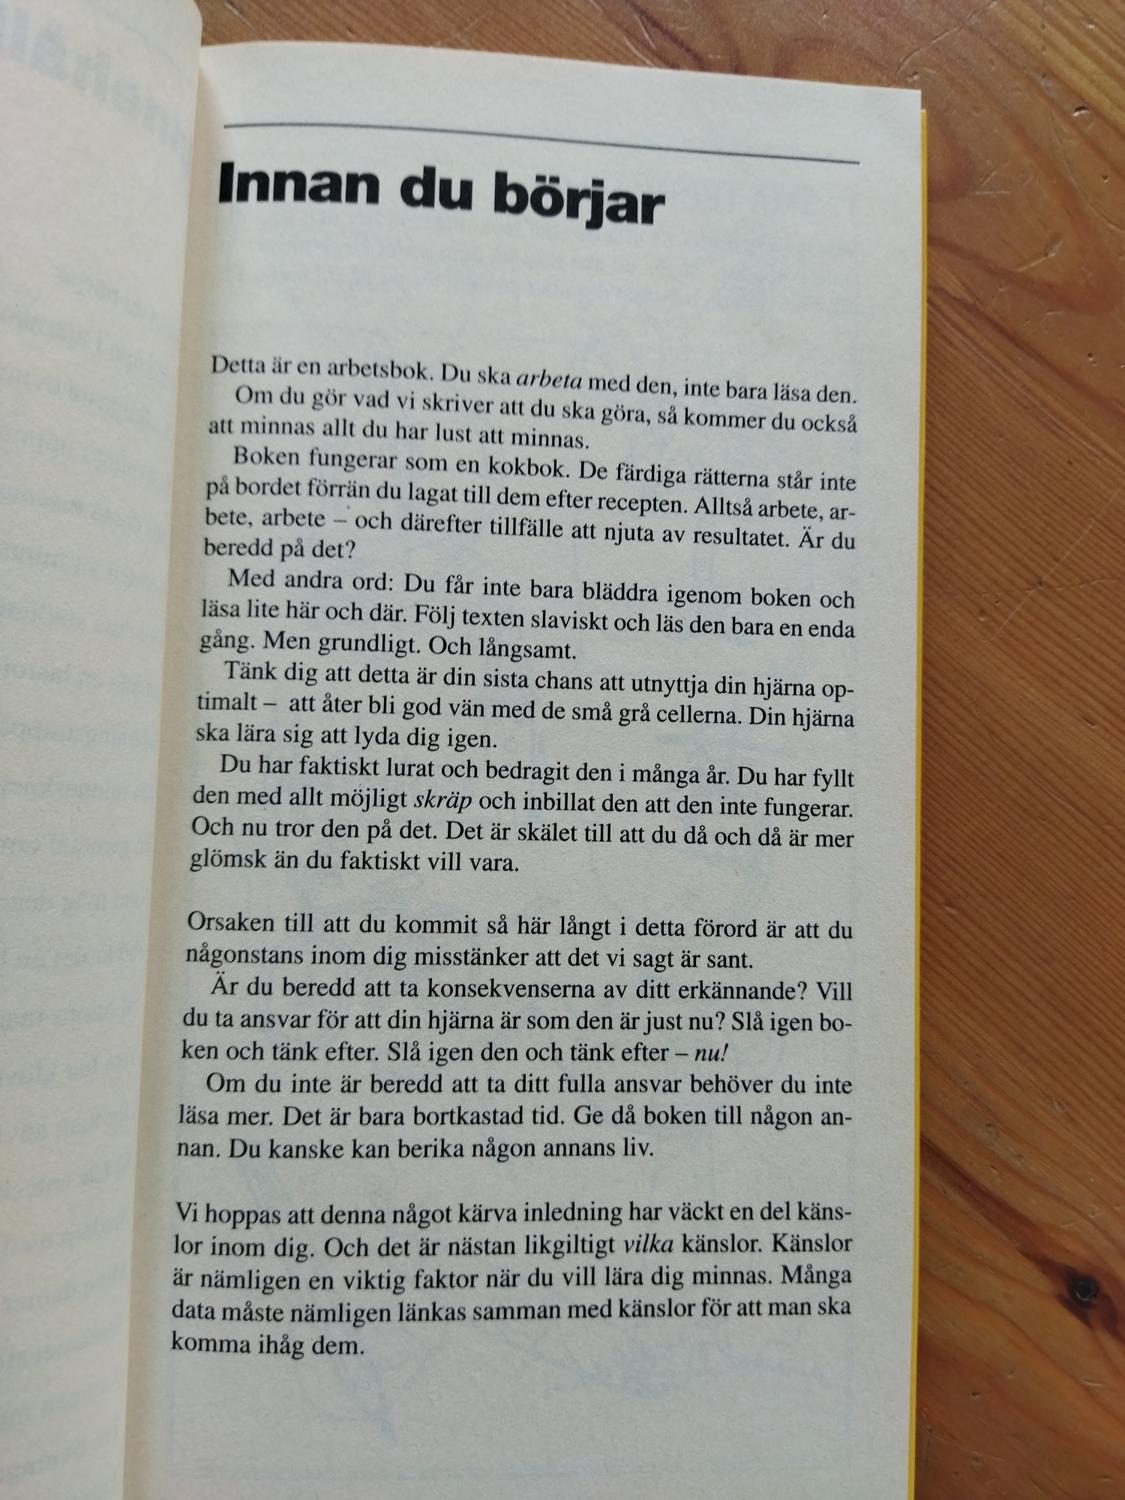 Innan du börjar
Detta är en arbetsbok. Du ska arbeta med den, inte bara läsa den.
Om du gör vad vi skriver att du ska göra, så kommer du också
att minnas allt du har lust att minnas.
Boken fungerar som en kokbok. De färdiga rätterna står inte
på bordet förrän du lagat till dem efter recepten. Alltså arbete, ar-
bete, arbete – och därefter tillfälle att njuta av resultatet. Är du
beredd på det?
Med andra ord: Du får inte bara bläddra igenom boken och
läsa lite här och där. Följ texten slaviskt och läs den bara en enda
gång. Men grundligt. Och långsamt.
Tänk dig att detta är din sista chans att utnyttja din hjärna op-
timalt – att åter bli god vän med de små grå cellerna. Din hjärna
ska lära sig att lyda dig igen.
Du har faktiskt lurat och bedragit den i många år. Du har fyllt
den med allt möjligt skräp och inbillat den att den inte fungerar.
Och nu tror den på det. Det är skälet till att du då och då är mer
glömsk än du faktiskt vill vara.
Orsaken till att du kommit så här långt i detta förord är att du
någonstans inom dig misstänker att det vi sagt är sant.
Är du beredd att ta konsekvenserna av ditt erkännande? Vill
du ta ansvar för att din hjärna är som den är just nu? Slå igen bo-
ken och tänk efter. Slå igen den och tänk efter – nu!
Om du inte är beredd att ta ditt fulla ansvar behöver du inte
läsa mer. Det är bara bortkastad tid. Ge då boken till någon an-
nan. Du kanske kan berika någon annans liv.
Vi hoppas att denna något kärva inledning har väckt en del käns-
lor inom dig. Och det är nästan likgiltigt vilka känslor. Känslor
är nämligen en viktig faktor när du vill lära dig minnas. Många
data måste nämligen länkas samman med känslor för att man ska
komma ihåg dem.